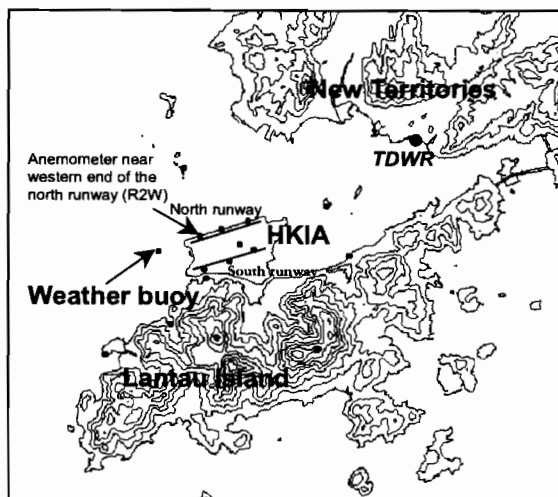 New Territories
TDWR
Anemometer near
western end of the
north runway (R2W)
North runway
HKIA
South runway
Weather buoy
Lantau Island